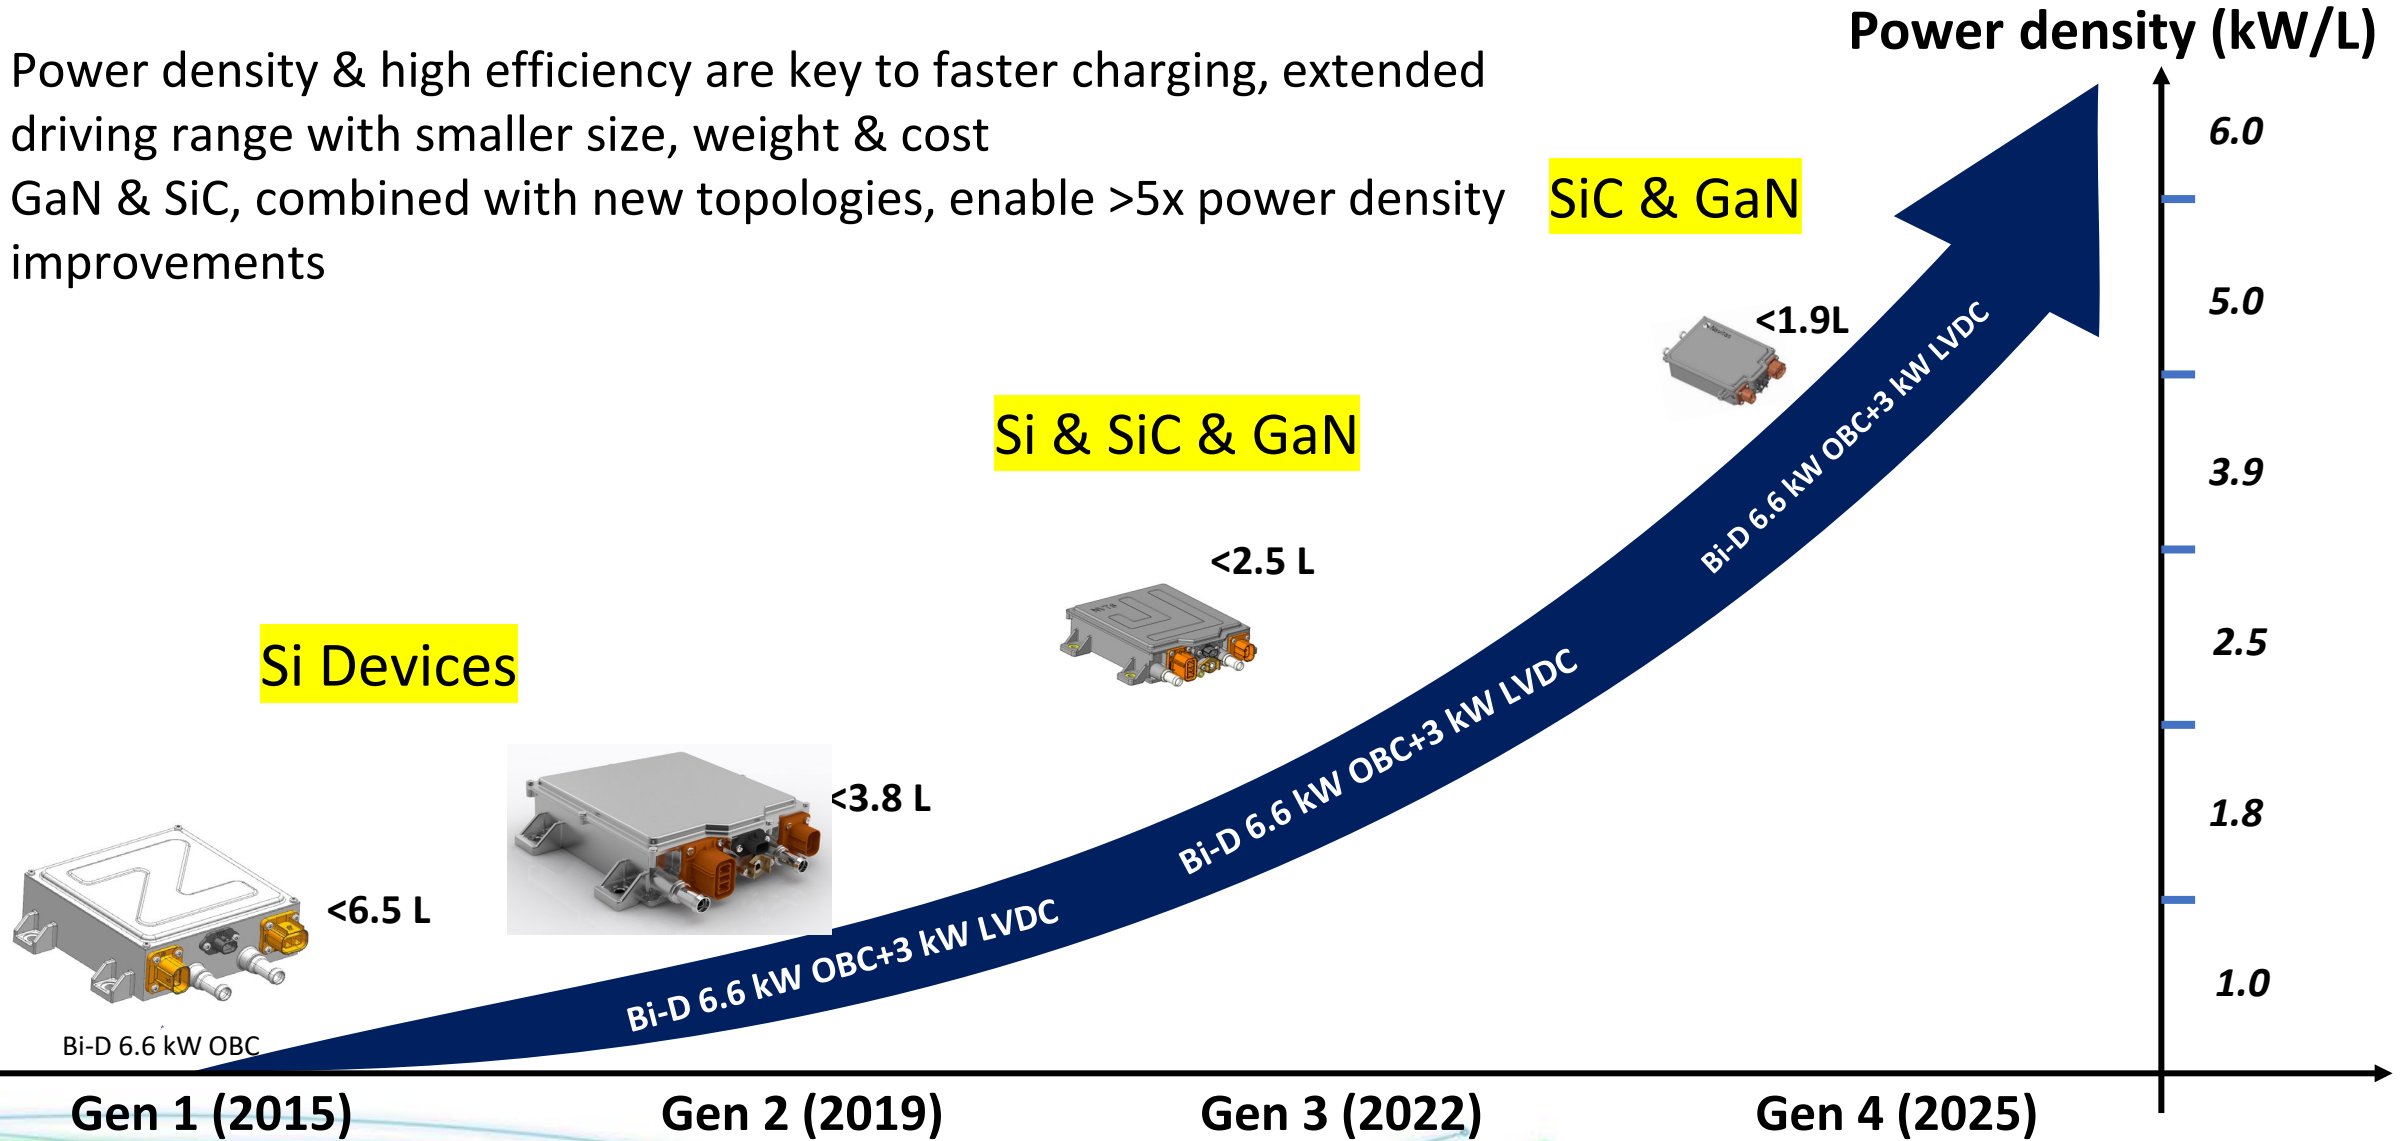 Power density (kW/L)
Power density & high efficiency are key to faster charging, extended
driving range with smaller size, weight & cost
GaN & SiC, combined with new topologies, enable >5x power density
improvements
SiC & GaN
6.0
5.0
3.9
2.5
1.8
1.0
<1.9L
Si & SiC & GaN
<2.5 L
Si Devices
<3.8 L
<6.5 L
Bi-D 6.6 kW OBC
Bi-D 6.6 kW OBC+3 kW LVDC
Bi-D 6.6 kW OBC+3 kW LVDC
Bi-D 6.6 kW OBC+3 kW LVDC
Gen 1 (2015)
Gen 2 (2019)
Gen 3 (2022)
Gen 4 (2025)